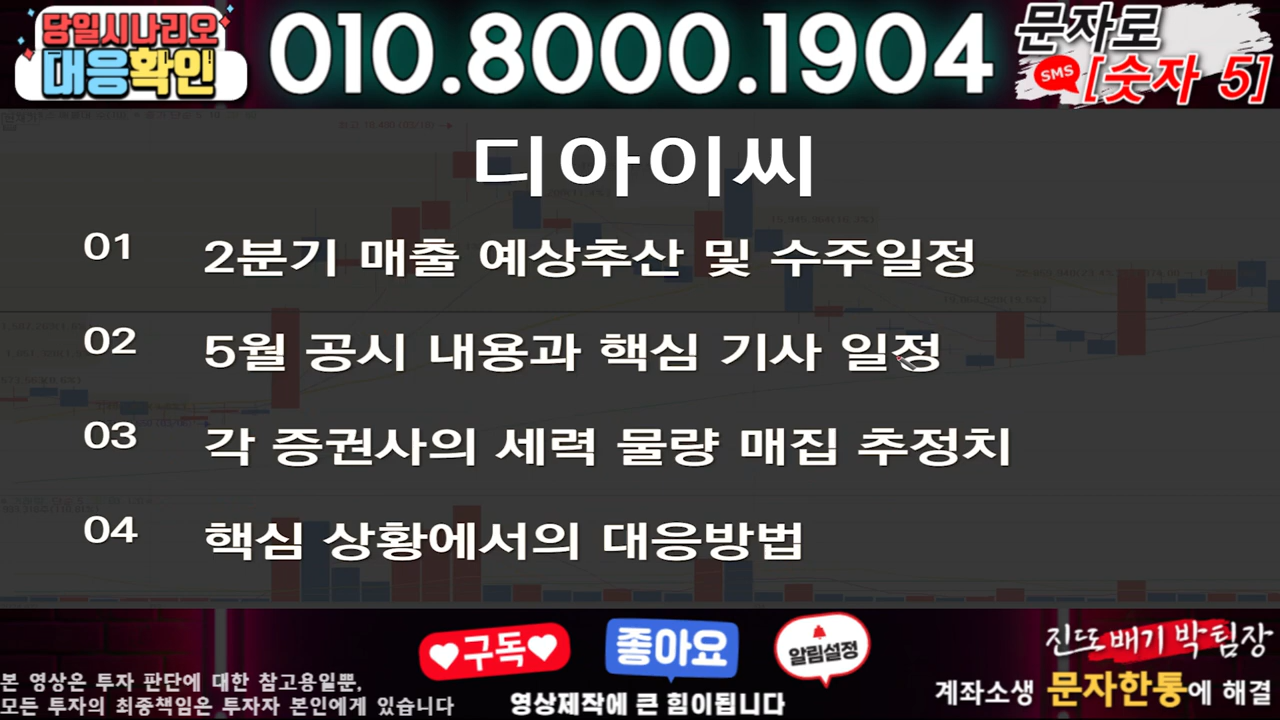 당일시나리오
대응확인
010.8000.1904
문자로
SMS [숫자 5]
디아이씨
01 2분기 매출 예상추산 및 수주일정
02 5월 공시 내용과 핵심 기사 일정
03 각 증권사의 세력 물량 매집 추정치
04 핵심 상황에서의 대응방법
구독
좋아요
알림설정
영상제작에 큰 힘이됩니다
본 영상은 투자 판단에 대한 참고용일뿐,
모든 투자의 최종책임은 투자자 본인에게 있습니다
진또배기 박팀장
계좌소생 문자한통에 해결